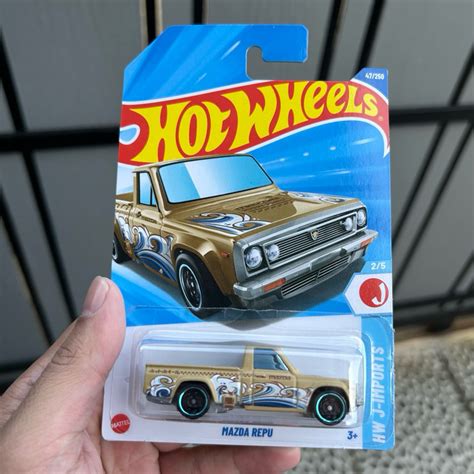 47/250
HOT WHEELS
2/5
J
HW J-IMPORTS
MATTEL
MAZDA REPU
3+